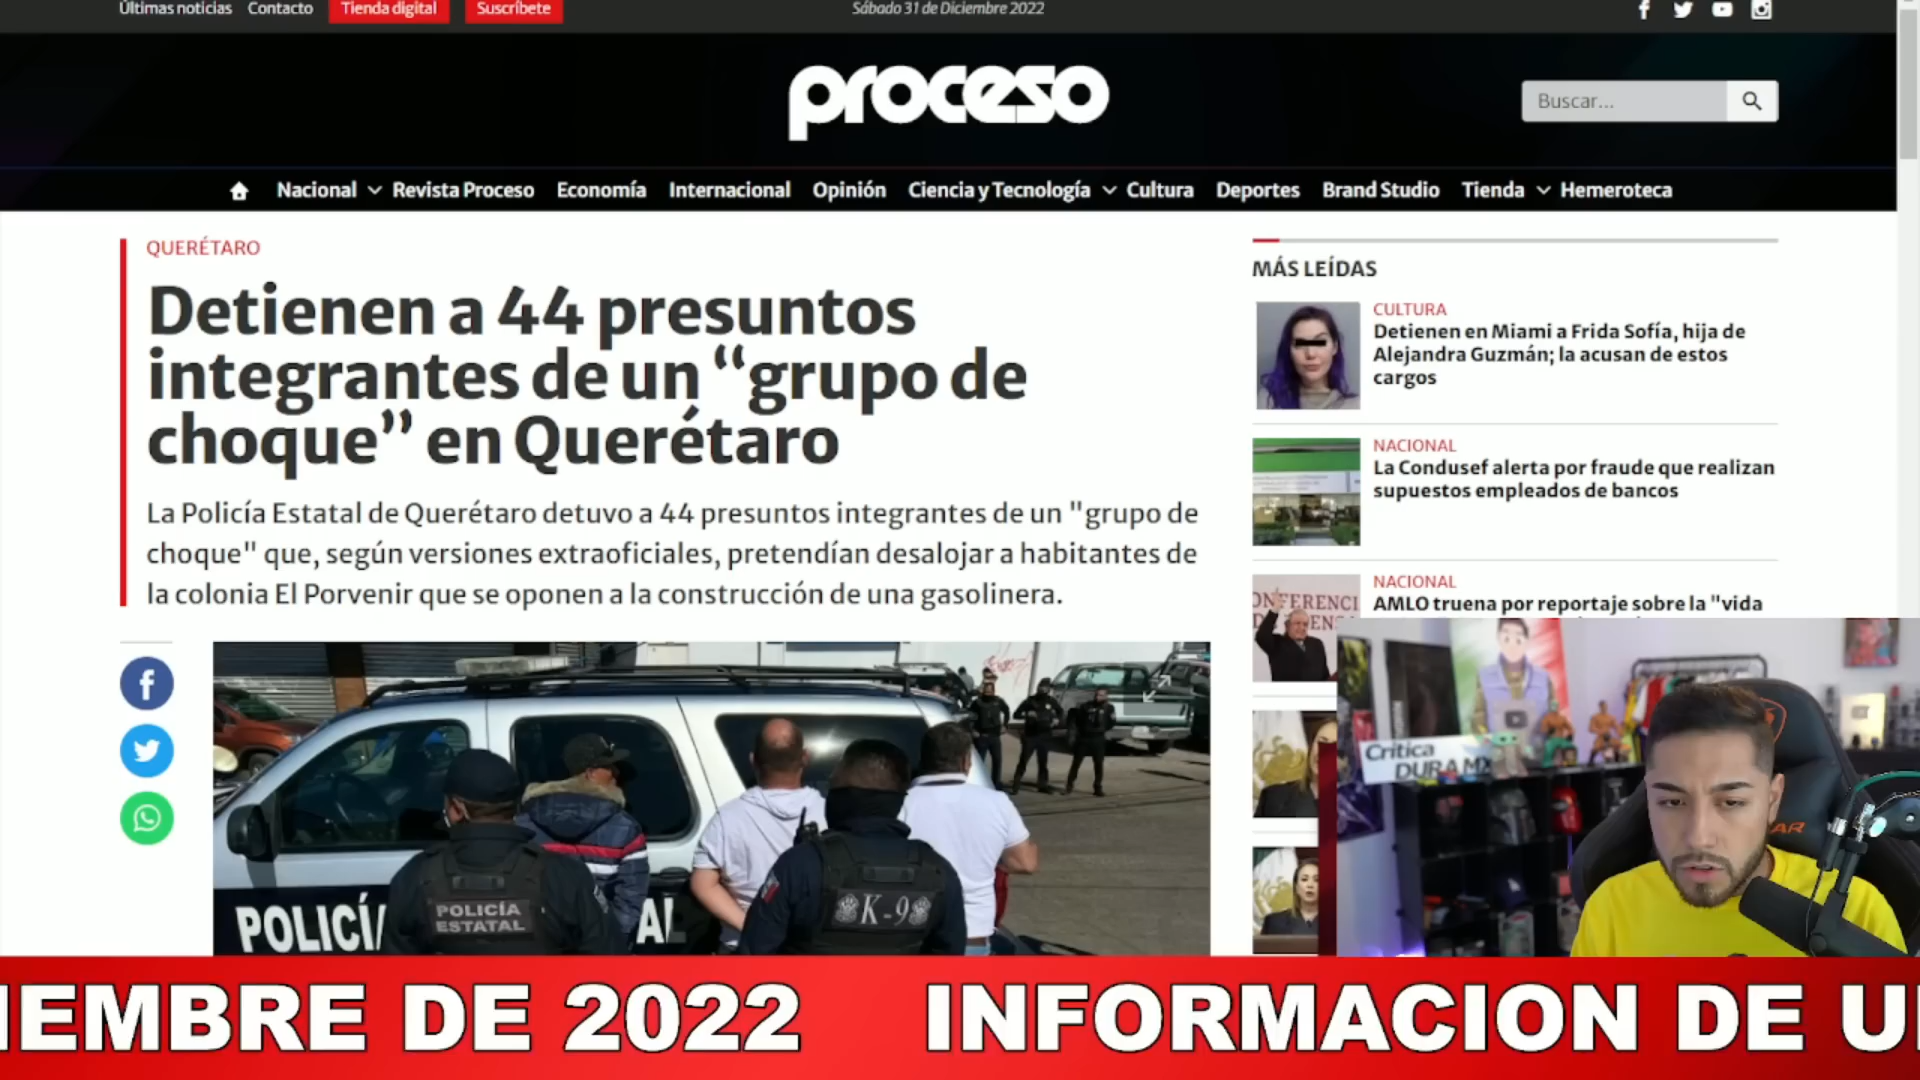 Últimas noticias Contacto Tienda digital Suscríbete Sábado 31 de Diciembre 2022
proceso
Buscar...
Nacional Revista Proceso Economía Internacional Opinión Ciencia y Tecnología Cultura Deportes Brand Studio Tienda Hemeroteca
QUERÉTARO
Detienen a 44 presuntos
integrantes de un “grupo de
choque” en Querétaro
La Policía Estatal de Querétaro detuvo a 44 presuntos integrantes de un "grupo de
choque" que, según versiones extraoficiales, pretendían desalojar a habitantes de
la colonia El Porvenir que se oponen a la construcción de una gasolinera.
MÁS LEÍDAS
CULTURA
Detienen en Miami a Frida Sofía, hija de
Alejandra Guzmán; la acusan de estos
cargos
NACIONAL
La Condusef alerta por fraude que realizan
supuestos empleados de bancos
NACIONAL
AMLO truena por reportaje sobre la "vida
POLICÍA
ESTATAL
K-9
POLICÍA
AL
Crítica
DURA MX
IEMBRE DE 2022 INFORMACION DE U